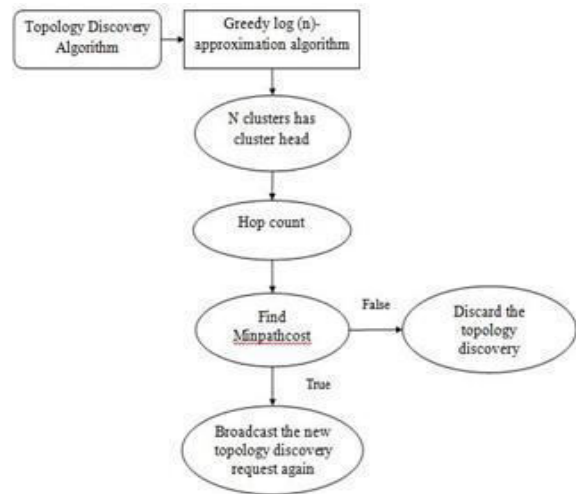 Topology Discovery
Algorithm
Greedy log (n)-
approximation algorithm
N clusters has
cluster head
Hop count
Find
Minpathcost
False
Discard the
topology
discovery
True
Broadcast the new
topology discovery
request again